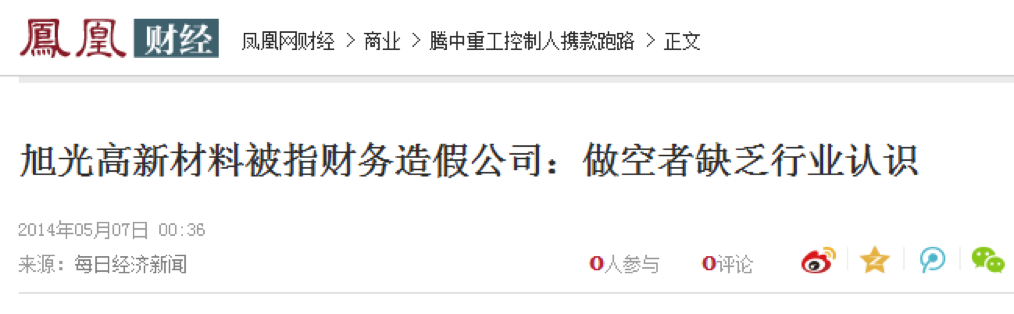 鳳凰 财经 凤凰网财经 > 商业 > 腾中重工控制人携款跑路 > 正文
旭光高新材料被指财务造假公司：做空者缺乏行业认识
2014年05月07日 00:36
来源：每日经济新闻 0人参与 0评论